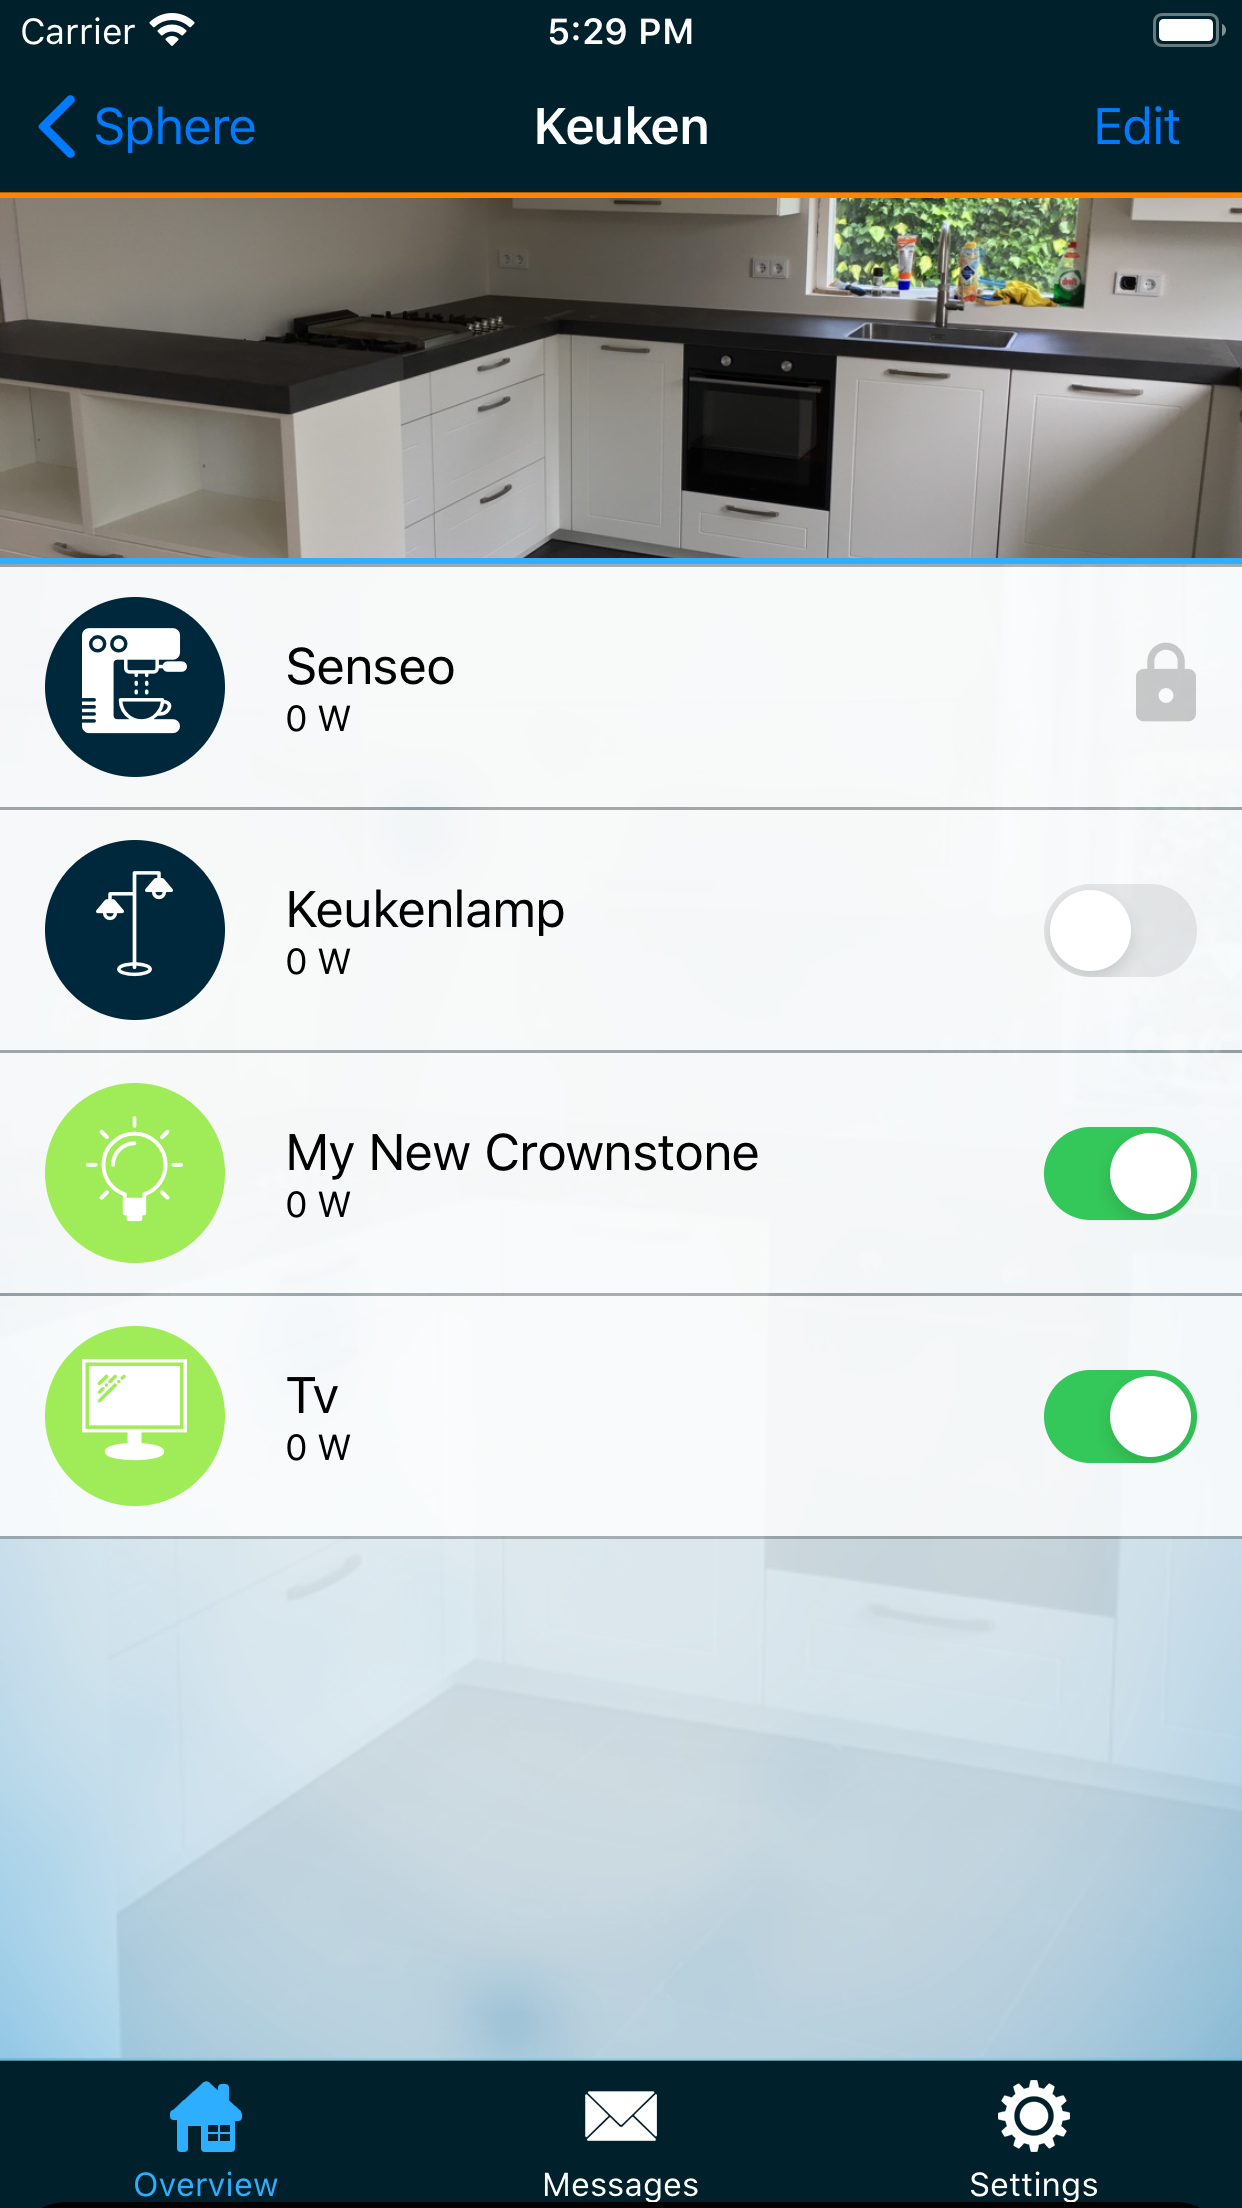 Carrier 5:29 PM
Sphere Keuken Edit
Senseo
0 W
Keukenlamp
0 W
My New Crownstone
0 W
Tv
0 W
Overview Messages Settings